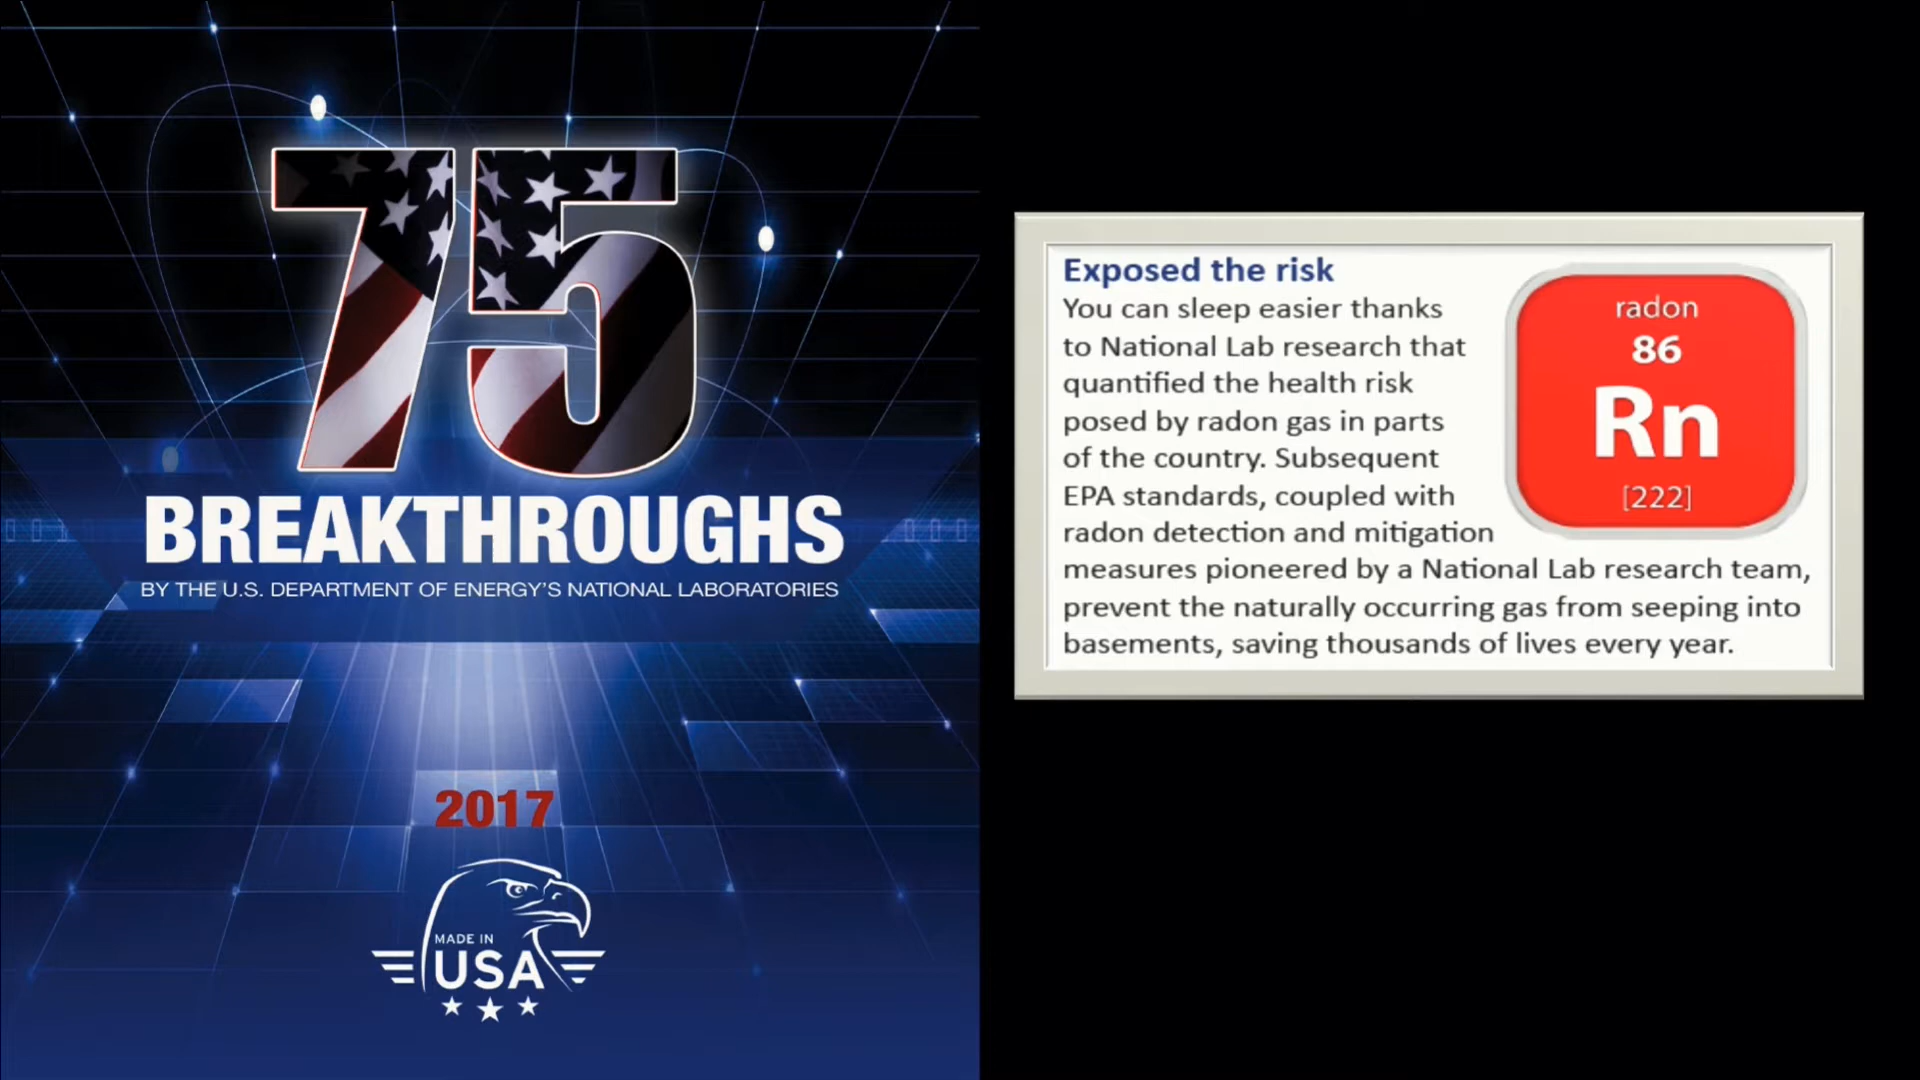 75
BREAKTHROUGHS
BY THE U.S. DEPARTMENT OF ENERGY'S NATIONAL LABORATORIES
2017
MADE IN
USA
Exposed the risk
You can sleep easier thanks
to National Lab research that
quantified the health risk
posed by radon gas in parts
of the country. Subsequent
EPA standards, coupled with
radon detection and mitigation
measures pioneered by a National Lab research team,
prevent the naturally occurring gas from seeping into
basements, saving thousands of lives every year.
radon
86
Rn
[222]